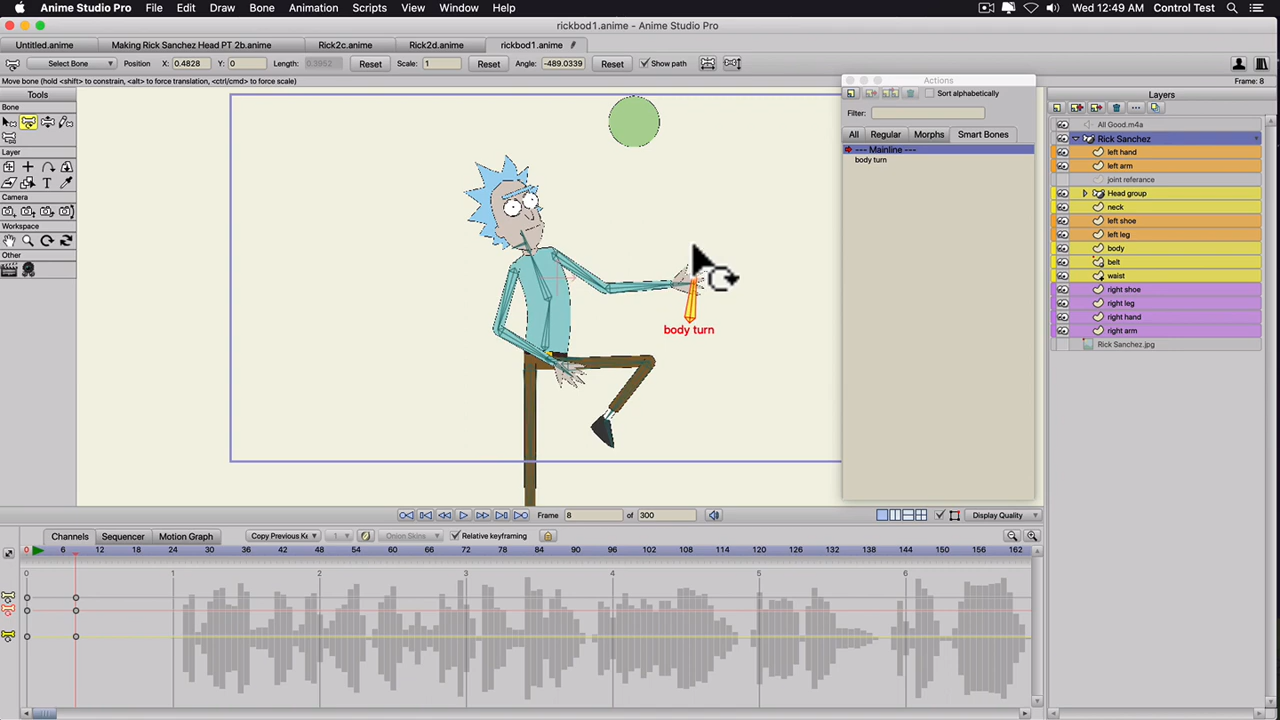 Anime Studio Pro File Edit Draw Bone Animation Scripts View Window Help Wed 12:49 AM Control Test
rickbod1.anime - Anime Studio Pro
Untitled.anime Making Rick Sanchez Head PT 2b.anime Rick2c.anime Rick2d.anime rickbod1.anime
Select Bone Position X: 0.4828 Y: 0 Length: 0.3962 Reset Scale: 1 Reset Angle: -489.0339 Reset Show path
Move bone (hold <shift> to constrain, <alt> for force translation, <ctrl/cmd> for force scale) Frame: 8
Tools
Bone
Layer
Camera
Workspace
Other
body turn
Actions
Sort alphabetically
Filter:
All Regular Morphs Smart Bones
--- Mainline ---
body turn
Layers
All Good.m4a
Rick Sanchez
left hand
left arm
joint referance
Head group
neck
left shoe
left leg
body
belt
waist
right shoe
right leg
right hand
right arm
Rick Sanchez.jpg
Frame 8 of 300 Display Quality
Channels Sequencer Motion Graph Copy Previous Ke 1 Onion Skins Relative keyframing
0 6 12 18 24 30 36 42 48 54 60 66 72 78 84 90 96 102 108 114 120 126 132 138 144 150 156 162
0 1 2 3 4 5 6